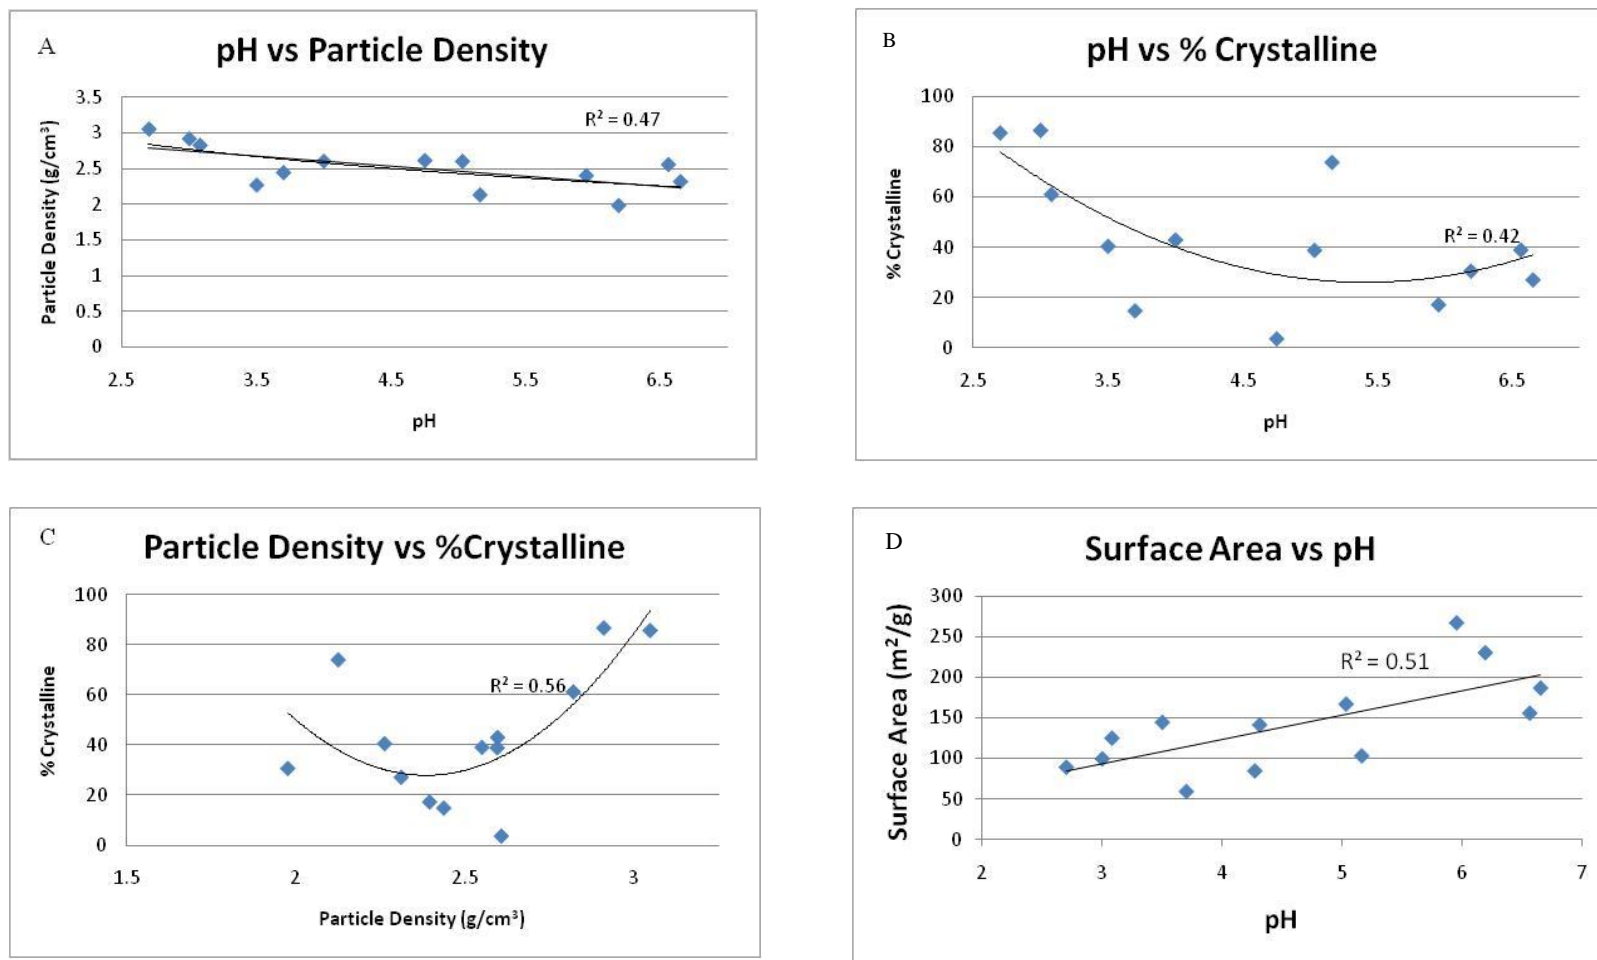 A
pH vs Particle Density
3.5
3
2.5
2
1.5
1
0.5
0
Particle Density (g/cm³)
R² = 0.47
2.5 3.5 4.5 5.5 6.5
pH
B
pH vs % Crystalline
100
80
60
40
20
0
% Crystalline
R² = 0.42
2.5 3.5 4.5 5.5 6.5
pH
C
Particle Density vs %Crystalline
100
80
60
40
20
0
% Crystalline
R² = 0.56
1.5 2 2.5 3
Particle Density (g/cm³)
D
Surface Area vs pH
300
250
200
150
100
50
0
Surface Area (m²/g)
R² = 0.51
2 3 4 5 6 7
pH